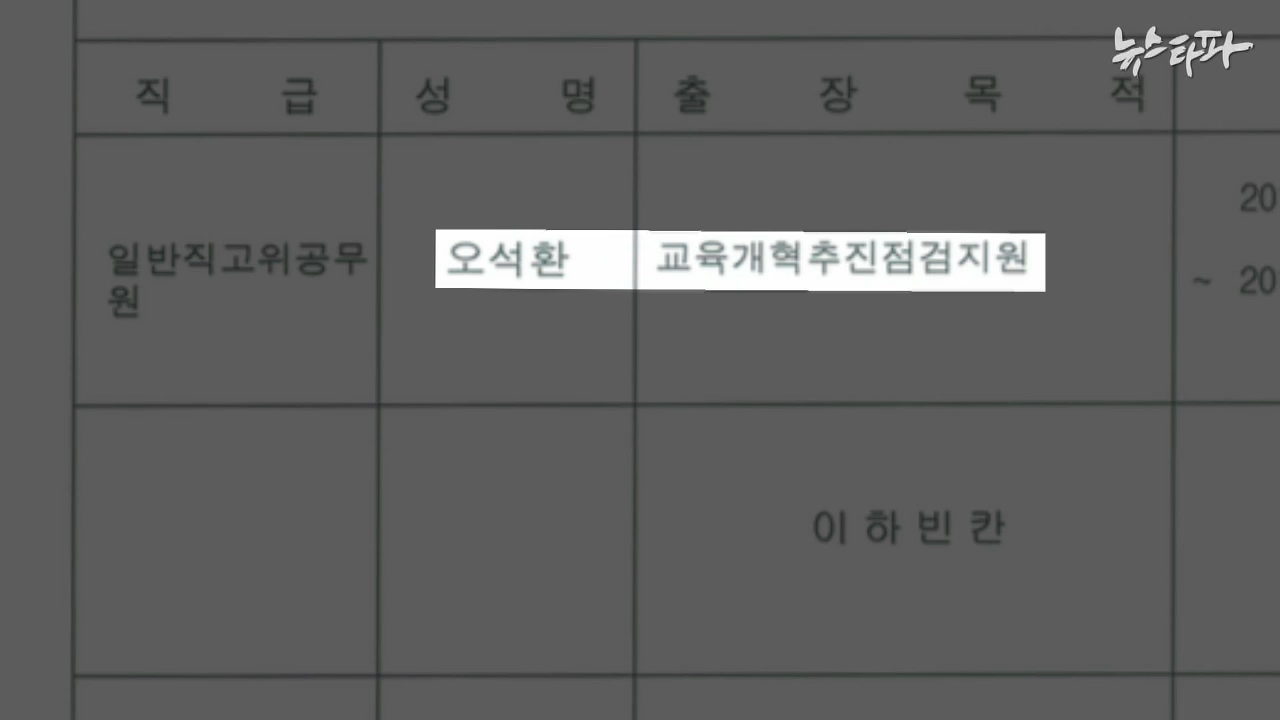 뉴스타파
직 급 성 명 출 장 목 적
일반직고위공무
원
오석환 교육개혁추진점검지원
20
~ 20
이 하 빈 칸